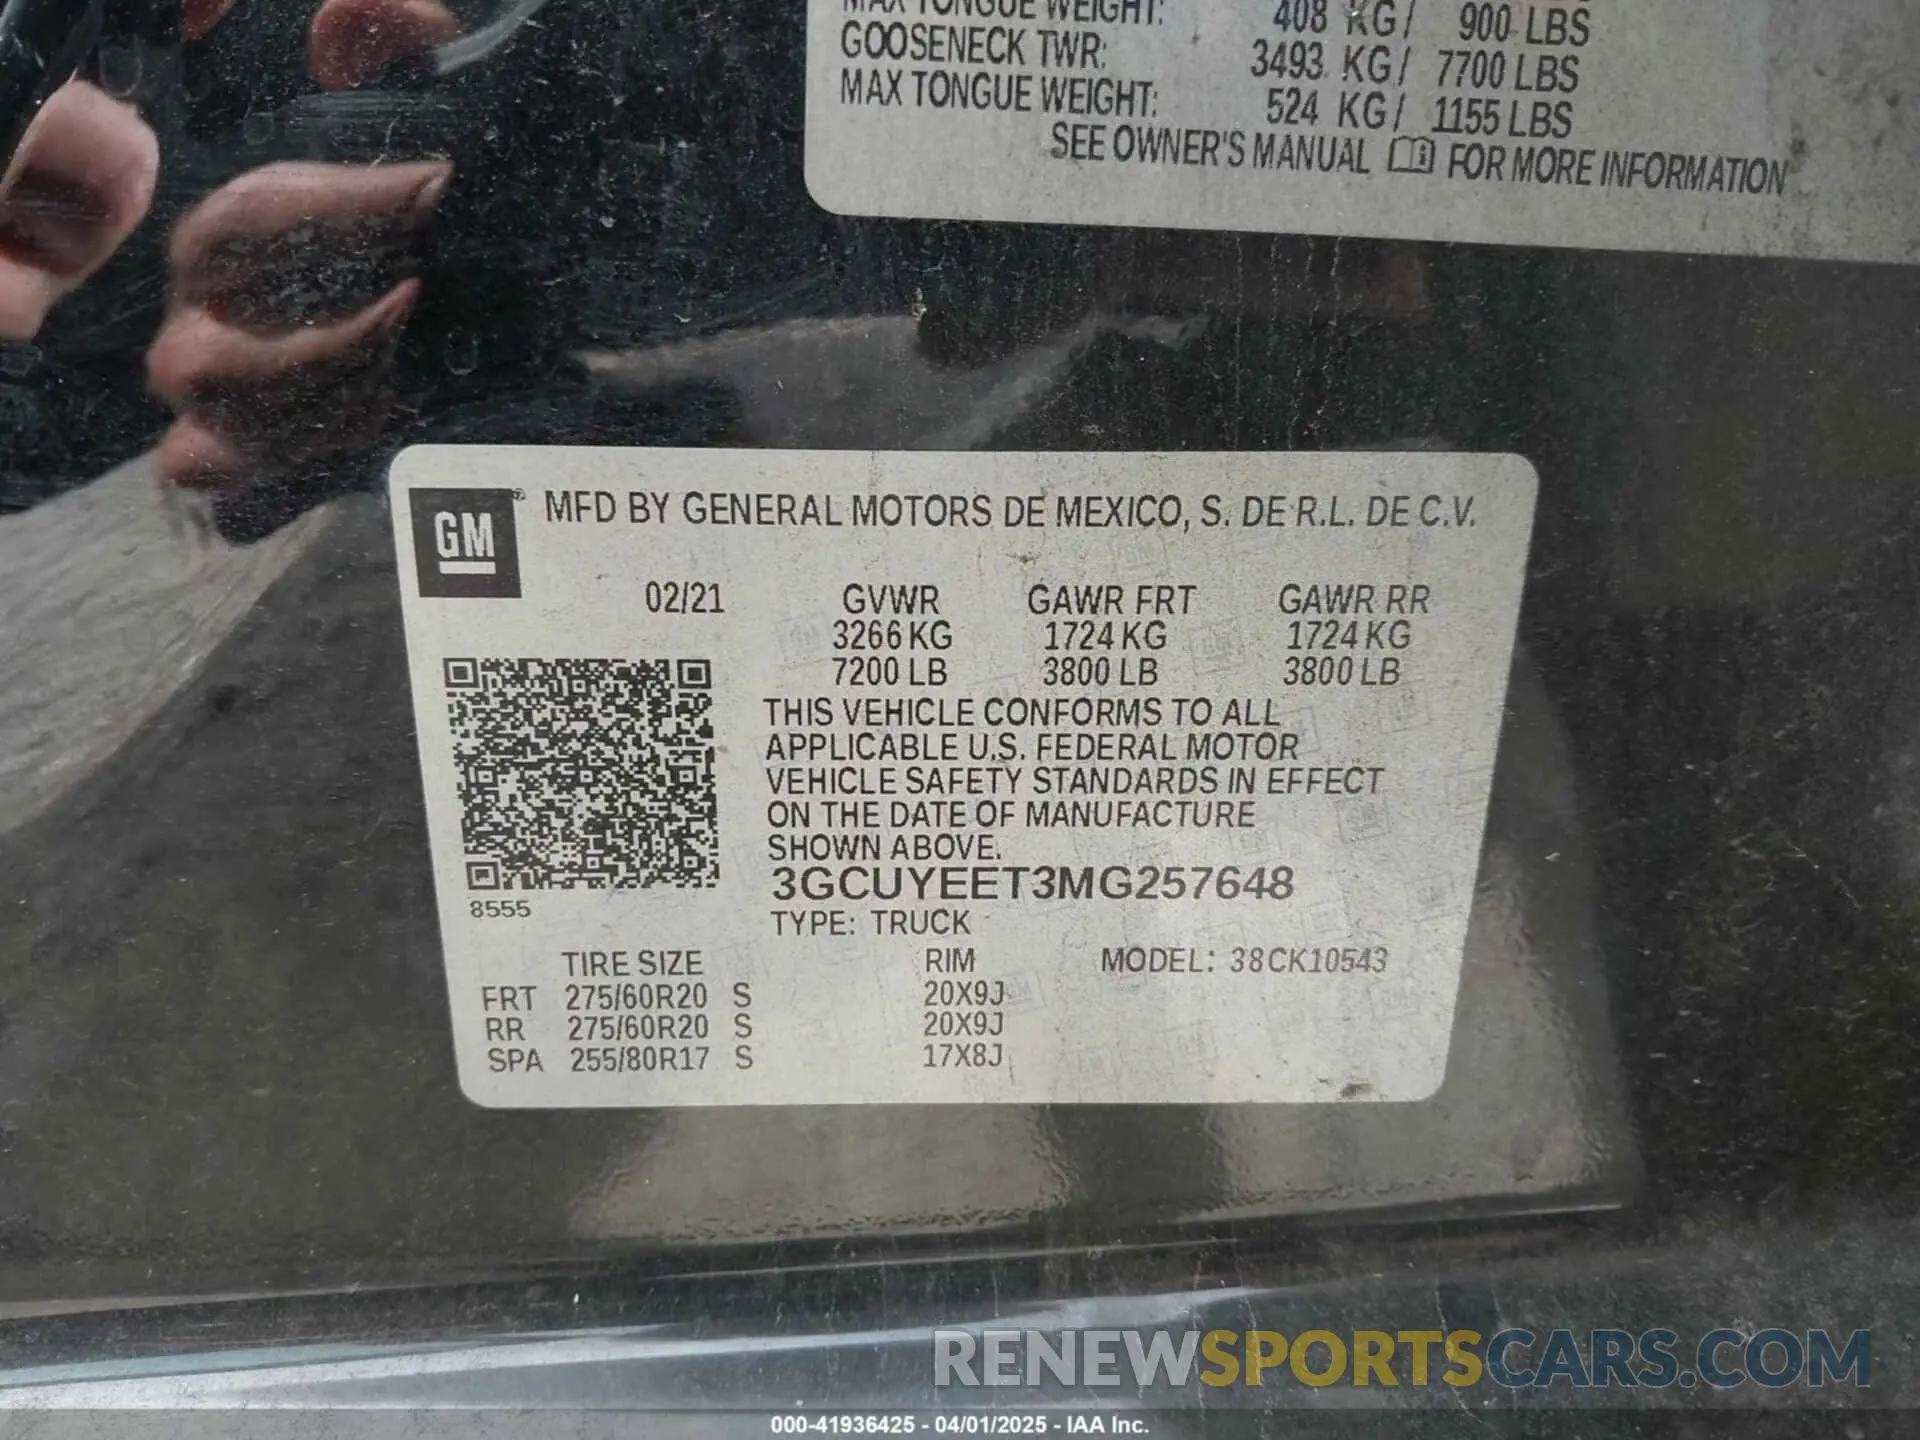 MAX TONGUE WEIGHT: 408 KG/ 900 LBS
GOOSENECK TWR: 3493 KG/ 7700 LBS
MAX TONGUE WEIGHT: 524 KG/ 1155 LBS
SEE OWNER'S MANUAL FOR MORE INFORMATION
GM® MFD BY GENERAL MOTORS DE MEXICO, S. DE R.L. DE C.V.
02/21 GVWR GAWR FRT GAWR RR
3266 KG 1724 KG 1724 KG
7200 LB 3800 LB 3800 LB
THIS VEHICLE CONFORMS TO ALL
APPLICABLE U.S. FEDERAL MOTOR
VEHICLE SAFETY STANDARDS IN EFFECT
ON THE DATE OF MANUFACTURE
SHOWN ABOVE.
3GCUYEET3MG257648
8555
TYPE: TRUCK
TIRE SIZE RIM MODEL: 38CK10543
FRT 275/60R20 S 20X9J
RR 275/60R20 S 20X9J
SPA 255/80R17 S 17X8J
RENEWSPORTSCARS.COM
000-41936425 - 04/01/2025 - IAA Inc.